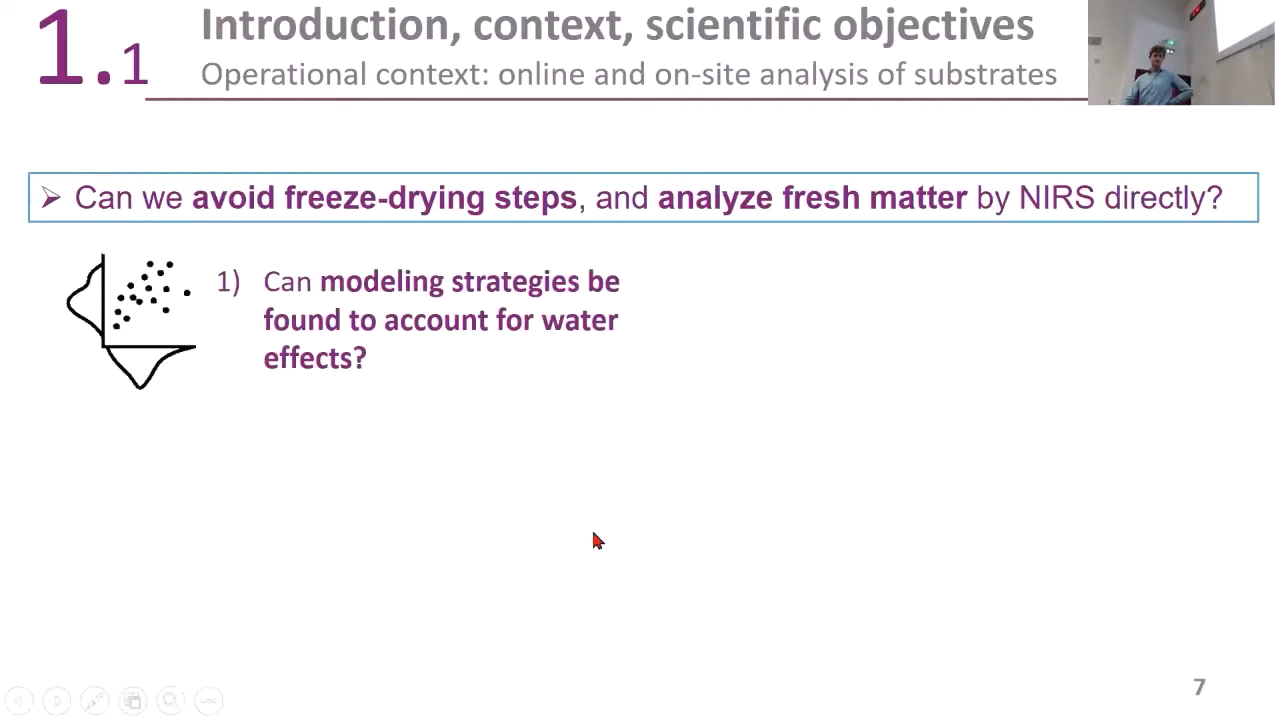 1.1
Introduction, context, scientific objectives
Operational context: online and on-site analysis of substrates
➢ Can we avoid freeze-drying steps, and analyze fresh matter by NIRS directly?
1) Can modeling strategies be
found to account for water
effects?
7